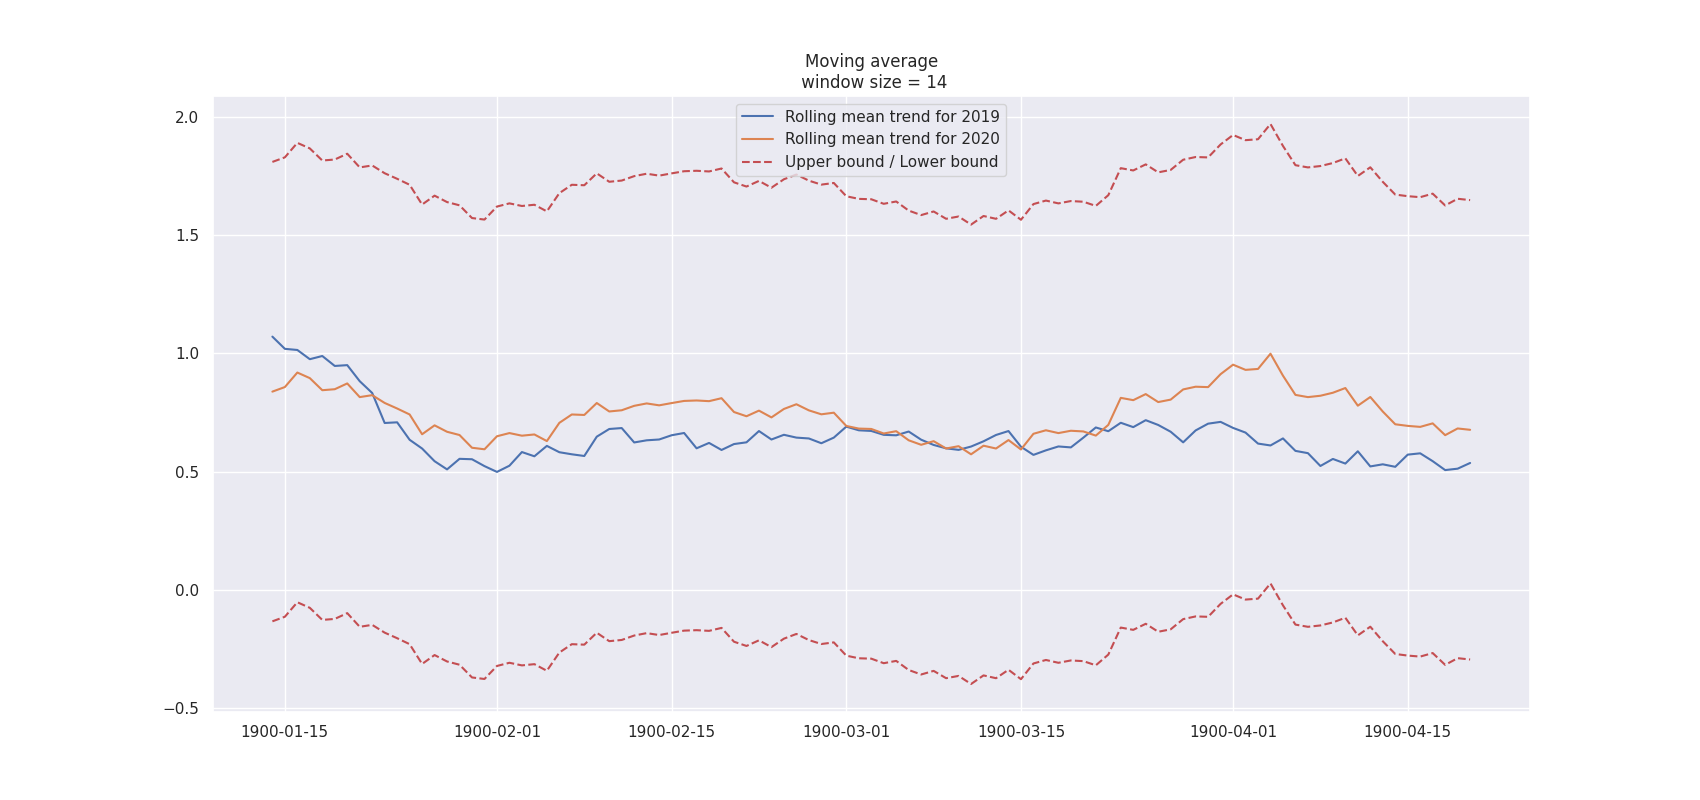 Moving average
window size = 14
Rolling mean trend for 2019
Rolling mean trend for 2020
Upper bound / Lower bound
2.0
1.5
1.0
0.5
0.0
−0.5
1900-01-15 1900-02-01 1900-02-15 1900-03-01 1900-03-15 1900-04-01 1900-04-15